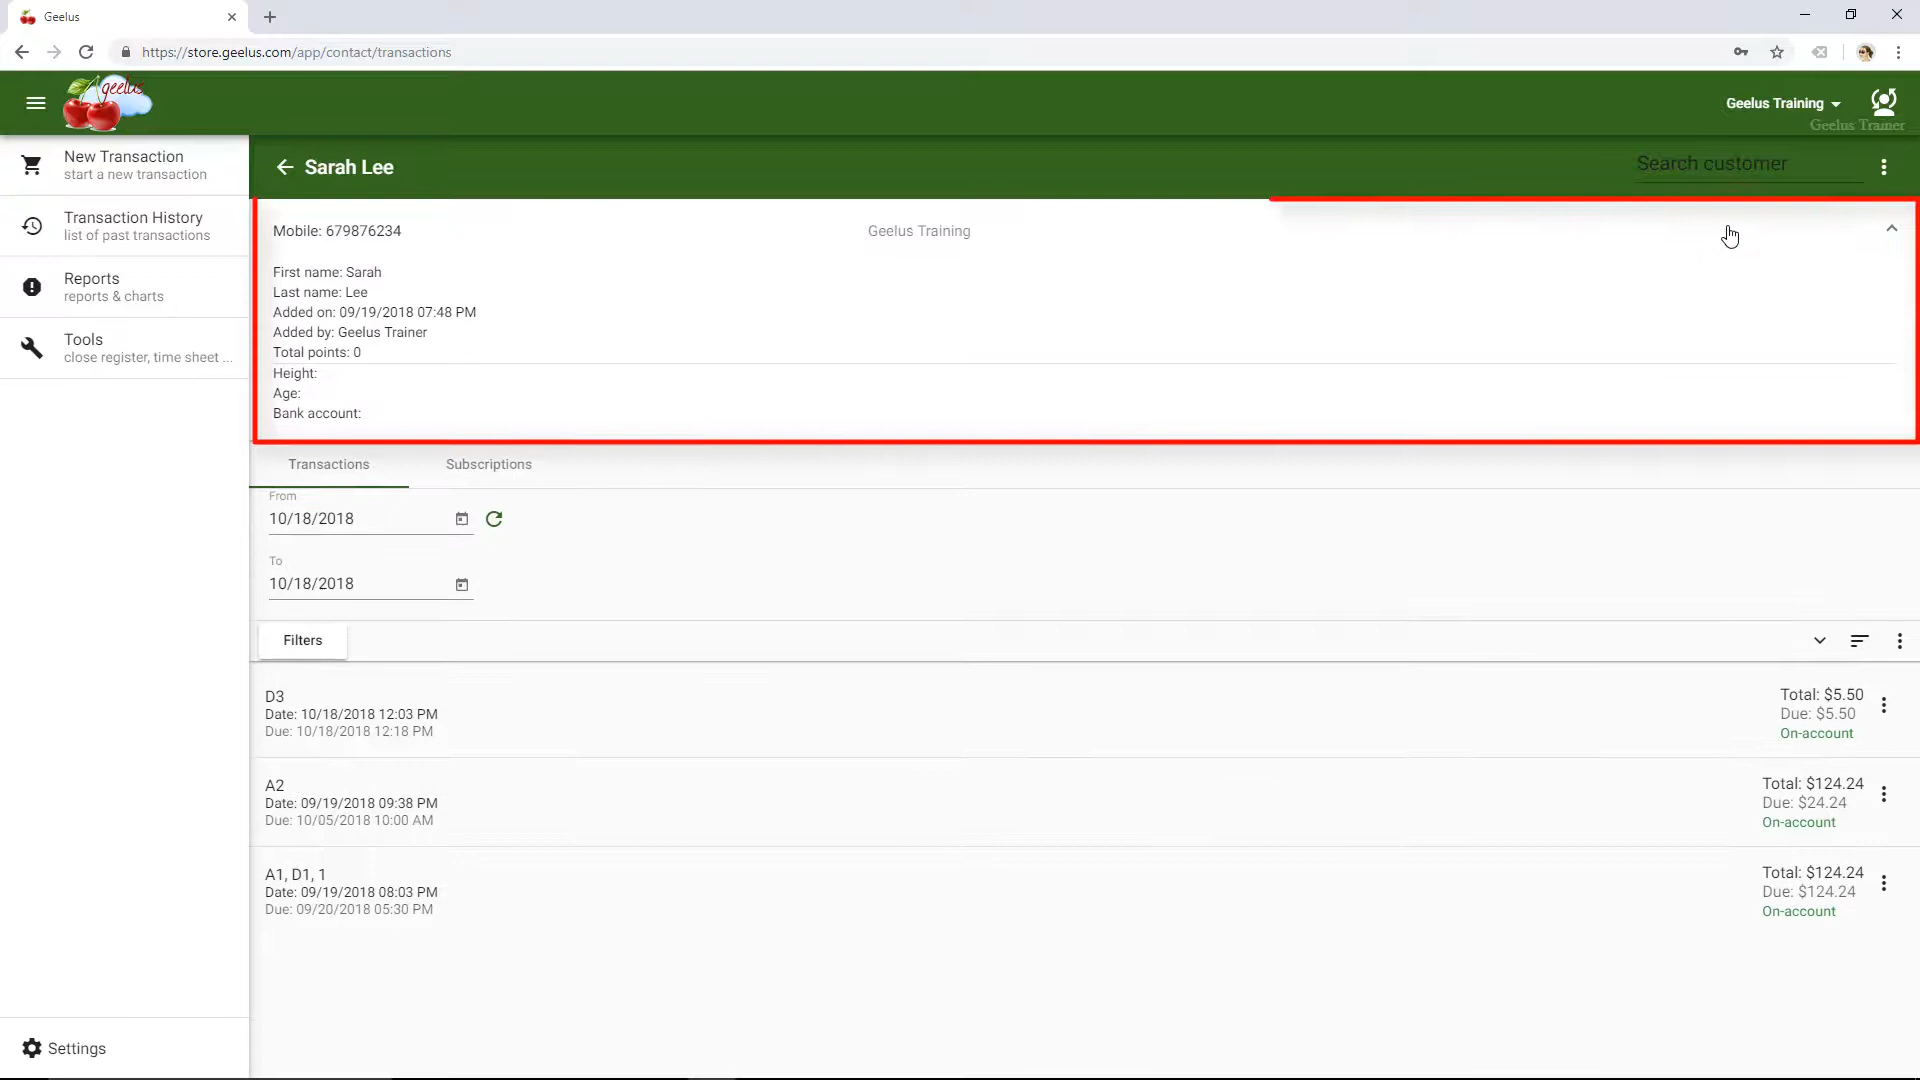 Geelus
https://store.geelus.com/app/contact/transactions
geelus
Geelus Training
Geelus Trainer
New Transaction
start a new transaction
Transaction History
list of past transactions
Reports
reports & charts
Tools
close register, time sheet ...
Settings
Sarah Lee
Search customer
Mobile: 679876234
Geelus Training
First name: Sarah
Last name: Lee
Added on: 09/19/2018 07:48 PM
Added by: Geelus Trainer
Total points: 0
Height:
Age:
Bank account:
Transactions Subscriptions
From
10/18/2018
To
10/18/2018
Filters
D3
Date: 10/18/2018 12:03 PM
Due: 10/18/2018 12:18 PM
Total: $5.50
Due: $5.50
On-account
A2
Date: 09/19/2018 09:38 PM
Due: 10/05/2018 10:00 AM
Total: $124.24
Due: $24.24
On-account
A1, D1, 1
Date: 09/19/2018 08:03 PM
Due: 09/20/2018 05:30 PM
Total: $124.24
Due: $124.24
On-account